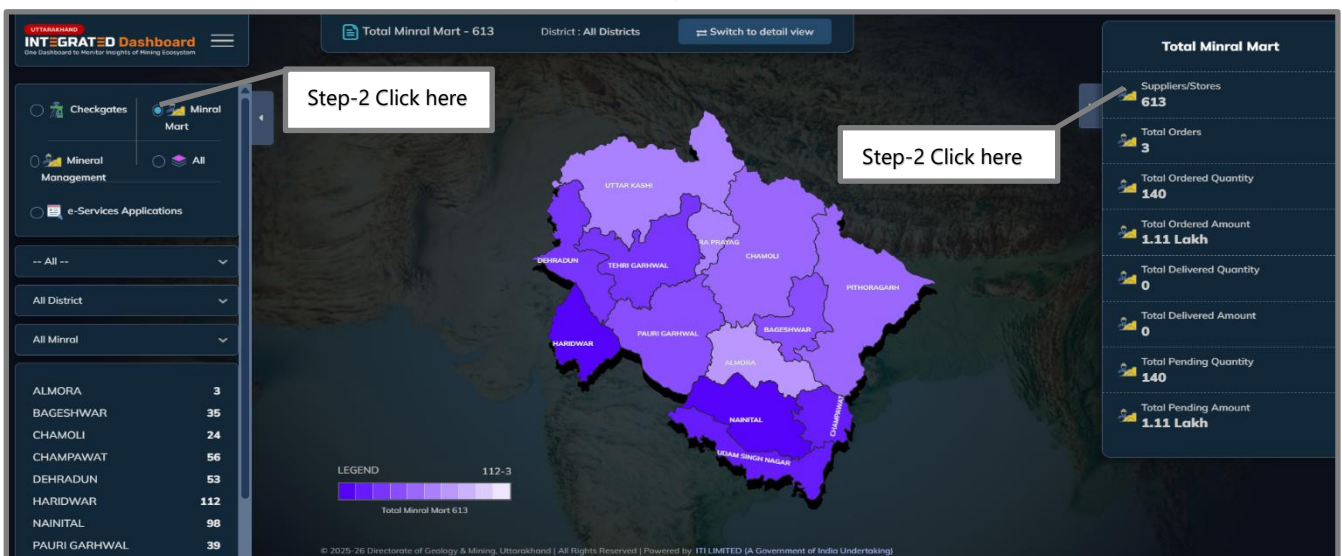 UTTARAKHAND
INTEGRATED Dashboard
One Dashboard to Monitor Insights of Mining Ecosystem
Total Minral Mart - 613
District : All Districts
Switch to detail view
Checkgates
Minral
Mart
Mineral
Management
All
e-Services Applications
-- All --
All District
All Minral
ALMORA 3
BAGESHWAR 35
CHAMOLI 24
CHAMPAWAT 56
DEHRADUN 53
HARIDWAR 112
NAINITAL 98
PAURI GARHWAL 39
Step-2 Click here
UTTAR KASHI
DEHRADUN
TEHRI GARHWAL
RA PRAYAG
CHAMOLI
PITHORAGARH
HARIDWAR
PAURI GARHWAL
BAGESHWAR
ALMORA
NAINITAL
CHAMPAWAT
UDAM SINGH NAGAR
LEGEND 112-3
Total Minral Mart 613
© 2025-26 Directorate of Geology & Mining, Uttarakhand | All Rights Reserved | Powered by ITI LIMITED (A Government of India Undertaking)
Step-2 Click here
Total Minral Mart
Suppliers/Stores
613
Total Orders
3
Total Ordered Quantity
140
Total Ordered Amount
1.11 Lakh
Total Delivered Quantity
0
Total Delivered Amount
0
Total Pending Quantity
140
Total Pending Amount
1.11 Lakh